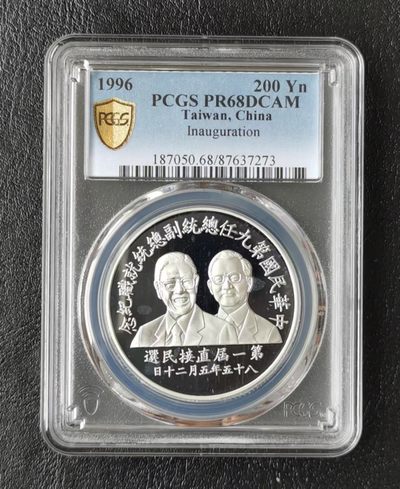 1996
200 Yn
PCGS PR68DCAM
Taiwan, China
Inauguration
187050.68/87637273
PCGS
中華民國第九任總統副總統就職紀念
第一屆直接民選
八十五年五月二十日
PCGS